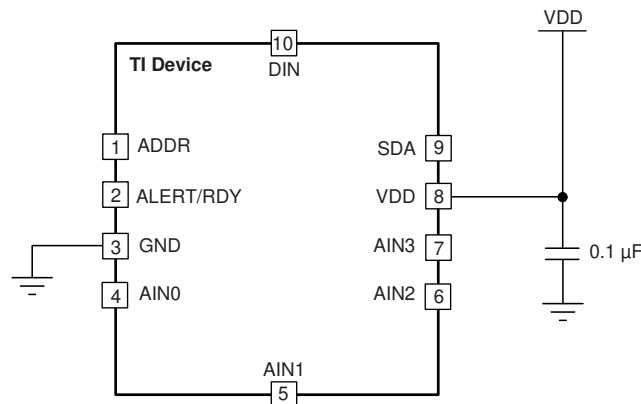 VDD
10
TI Device
DIN
1 ADDR
SDA 9
2 ALERT/RDY
VDD 8
3 GND
AIN3 7
0.1 µF
4 AIN0
AIN2 6
AIN1
5